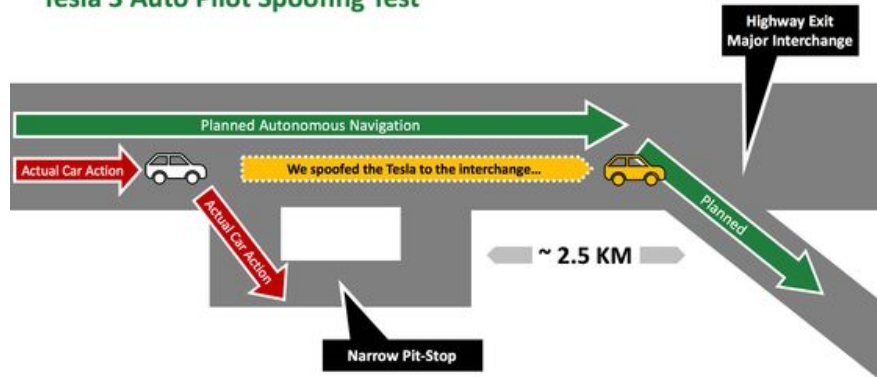 Tesla 3 Auto Pilot Spoofing Test
Highway Exit
Major Interchange
Planned Autonomous Navigation
Actual Car Action
We spoofed the Tesla to the interchange...
Actual Car Action
Planned
~ 2.5 KM
Narrow Pit-Stop